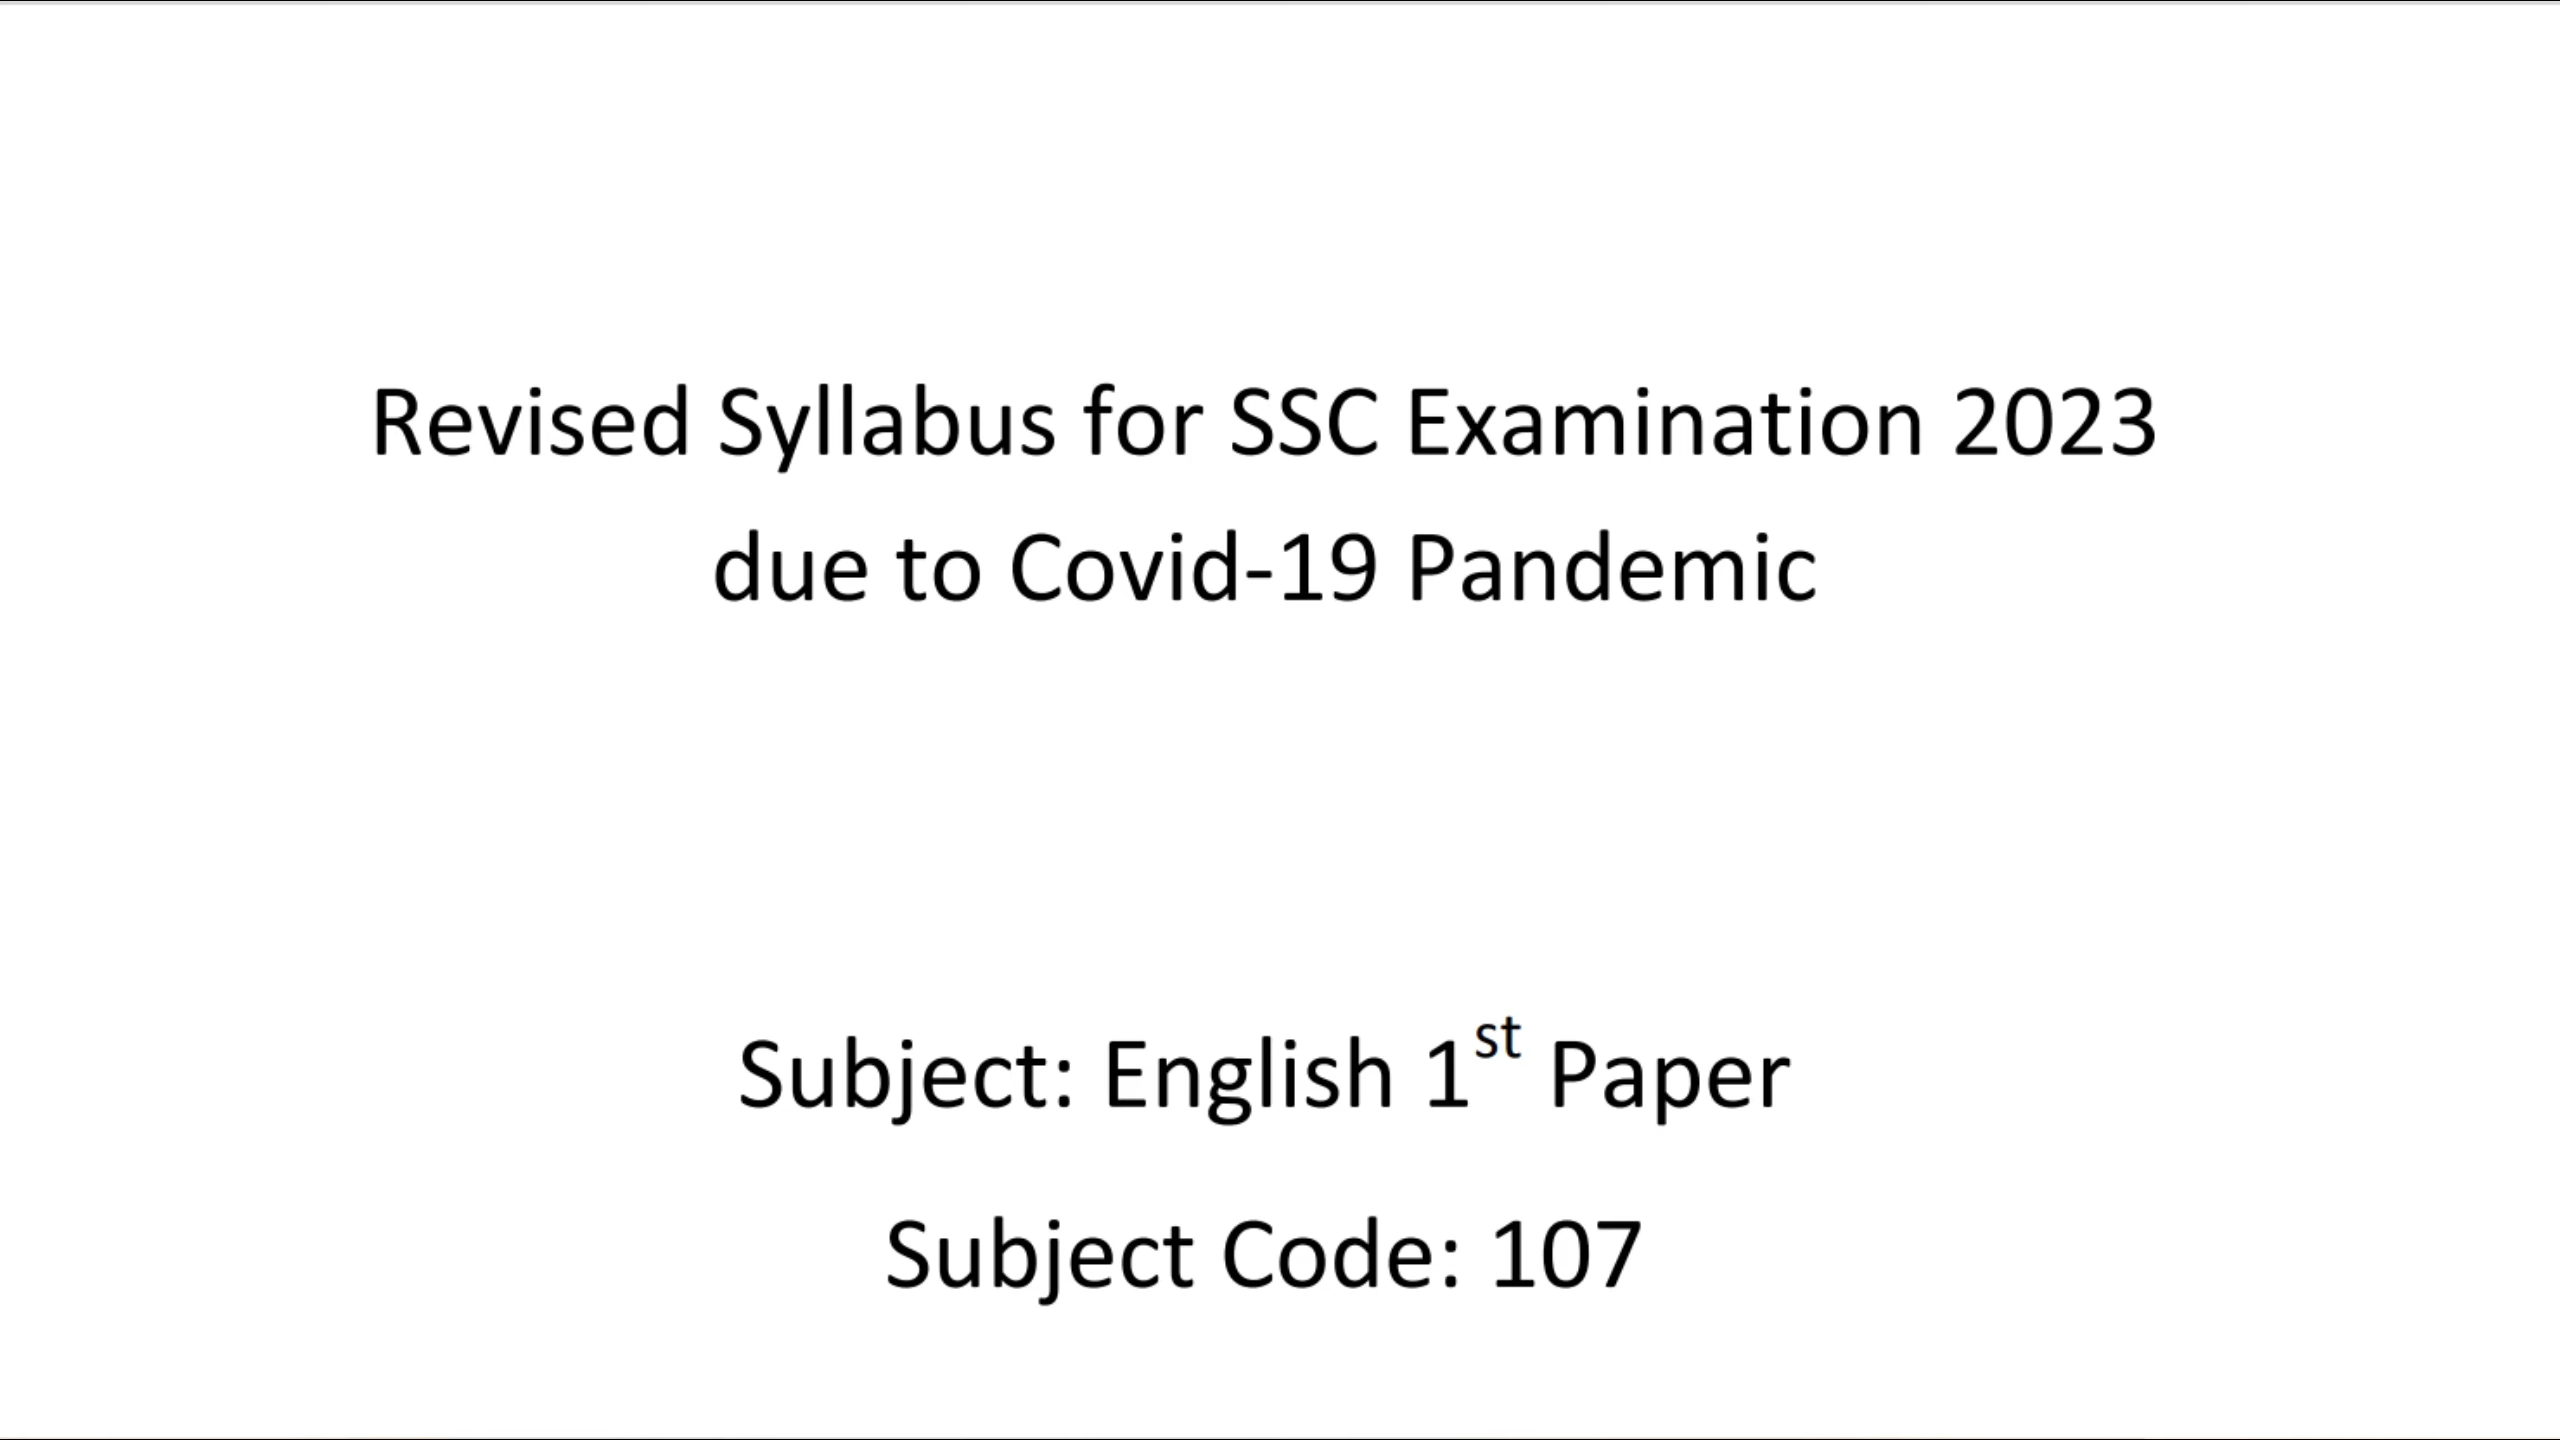 Revised Syllabus for SSC Examination 2023
due to Covid-19 Pandemic
Subject: English 1st Paper
Subject Code: 107